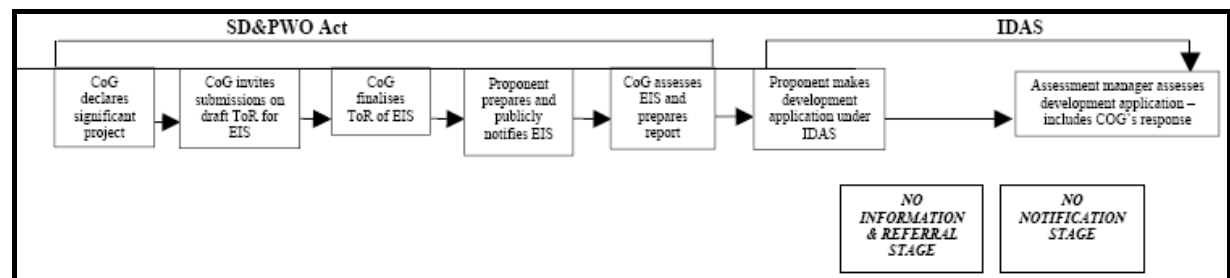 SD&PWO Act
IDAS
CoG
declares
significant
project
CoG invites
submissions on
draft ToR for
EIS
CoG
finalises
ToR of EIS
Proponent
prepares and
publicly
notifies EIS
CoG assesses
EIS and
prepares
report
Proponent makes
development
application under
IDAS
Assessment manager assesses
development application –
includes COG's response
NO
INFORMATION
& REFERRAL
STAGE
NO
NOTIFICATION
STAGE